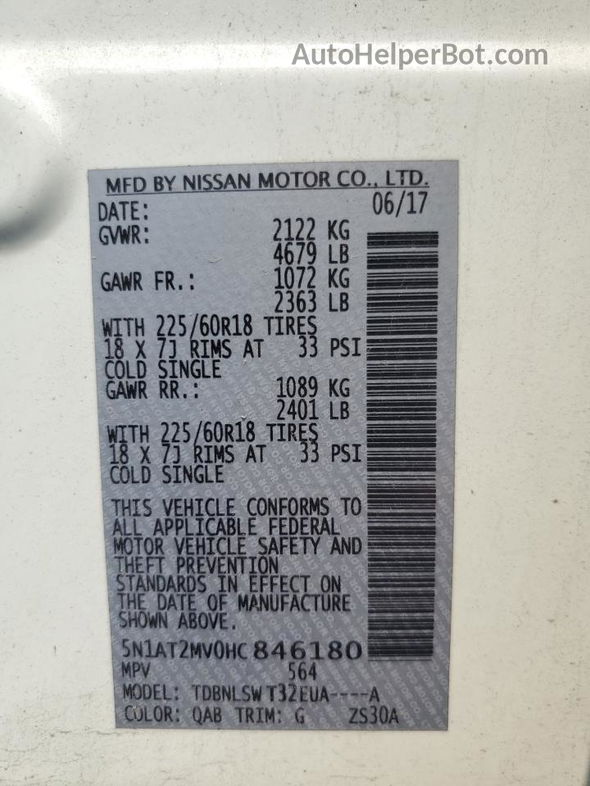 AutoHelperBot.com
MFD BY NISSAN MOTOR CO., LTD.
DATE: 06/17
GVWR: 2122 KG
4679 LB
GAWR FR.: 1072 KG
2363 LB
WITH 225/60R18 TIRES
18 X 7J RIMS AT 33 PSI
COLD SINGLE
GAWR RR.: 1089 KG
2401 LB
WITH 225/60R18 TIRES
18 X 7J RIMS AT 33 PSI
COLD SINGLE
THIS VEHICLE CONFORMS TO
ALL APPLICABLE FEDERAL
MOTOR VEHICLE SAFETY AND
THEFT PREVENTION
STANDARDS IN EFFECT ON
THE DATE OF MANUFACTURE
SHOWN ABOVE.
5N1AT2MV0HC846180
MPV 564
MODEL: TDBNLSWT32EUA----A
COLOR: QAB TRIM: G ZS30A